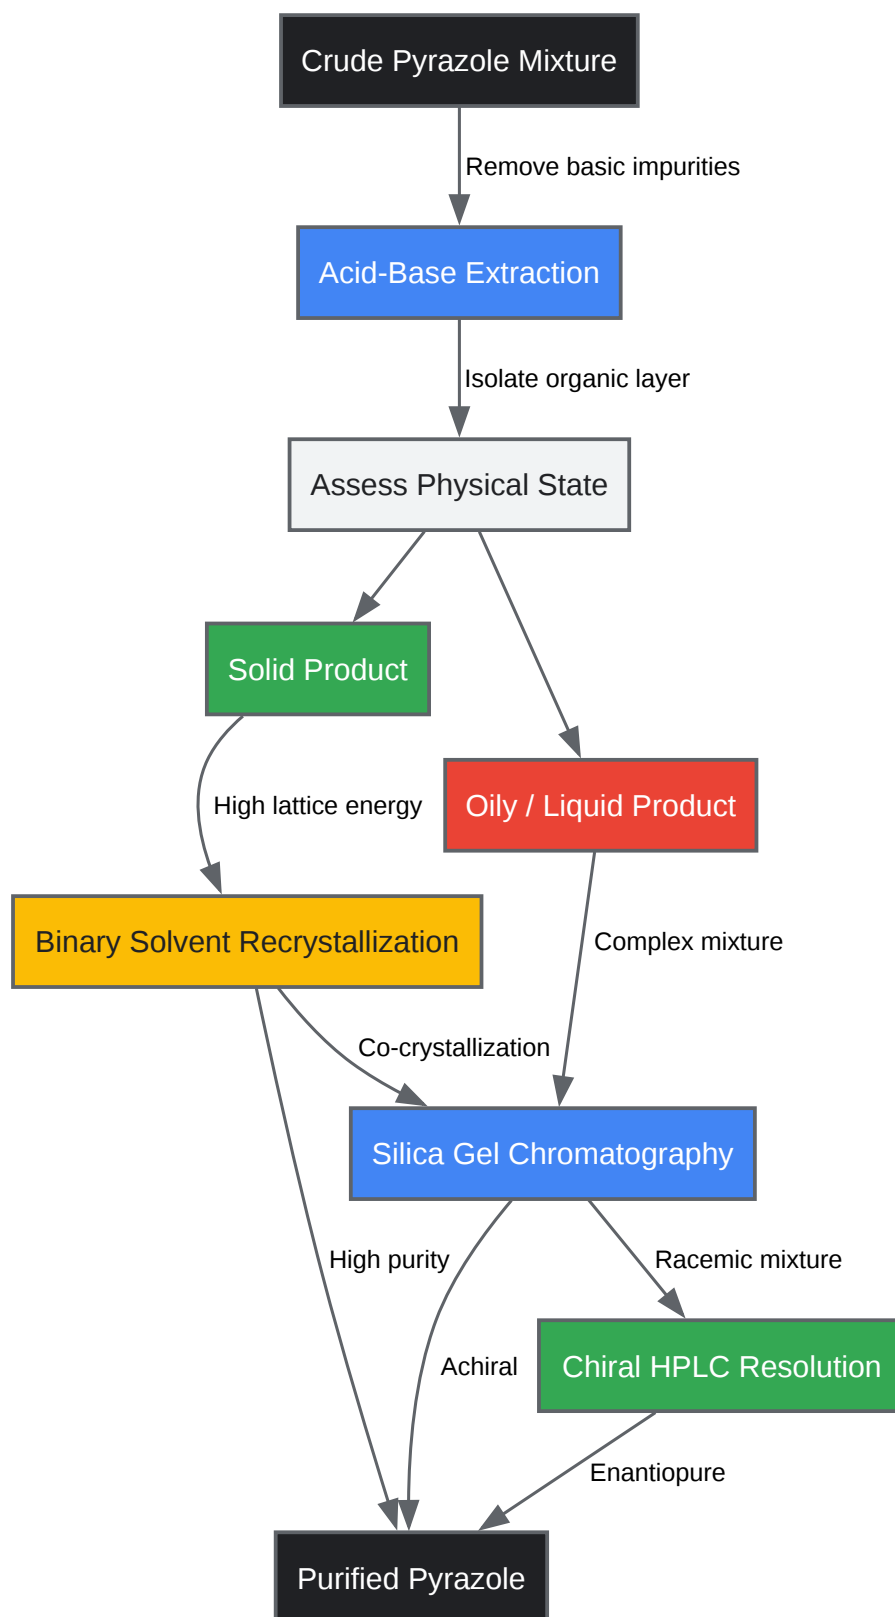 Crude Pyrazole Mixture
Remove basic impurities
Acid-Base Extraction
Isolate organic layer
Assess Physical State
Solid Product
High lattice energy
Oily / Liquid Product
Binary Solvent Recrystallization
Complex mixture
Co-crystallization
Silica Gel Chromatography
High purity
Racemic mixture
Achiral
Chiral HPLC Resolution
Enantiopure
Purified Pyrazole